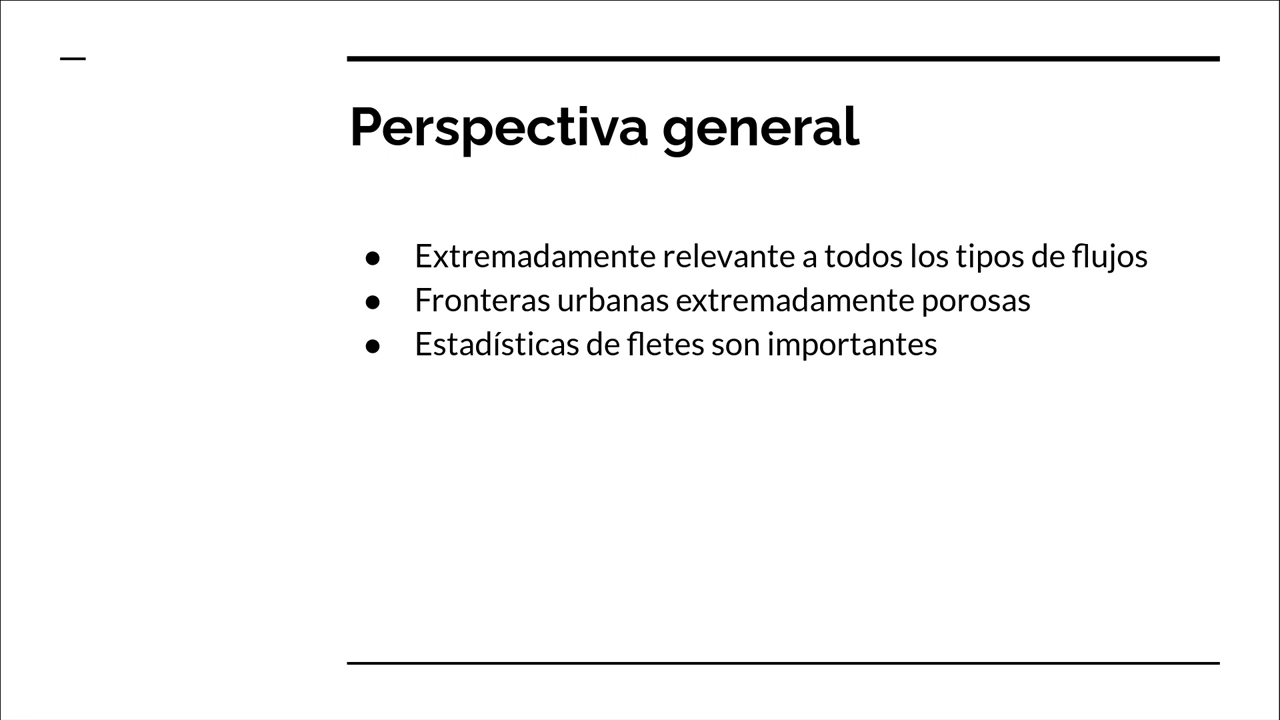 Perspectiva general
● Extremadamente relevante a todos los tipos de flujos
● Fronteras urbanas extremadamente porosas
● Estadísticas de fletes son importantes